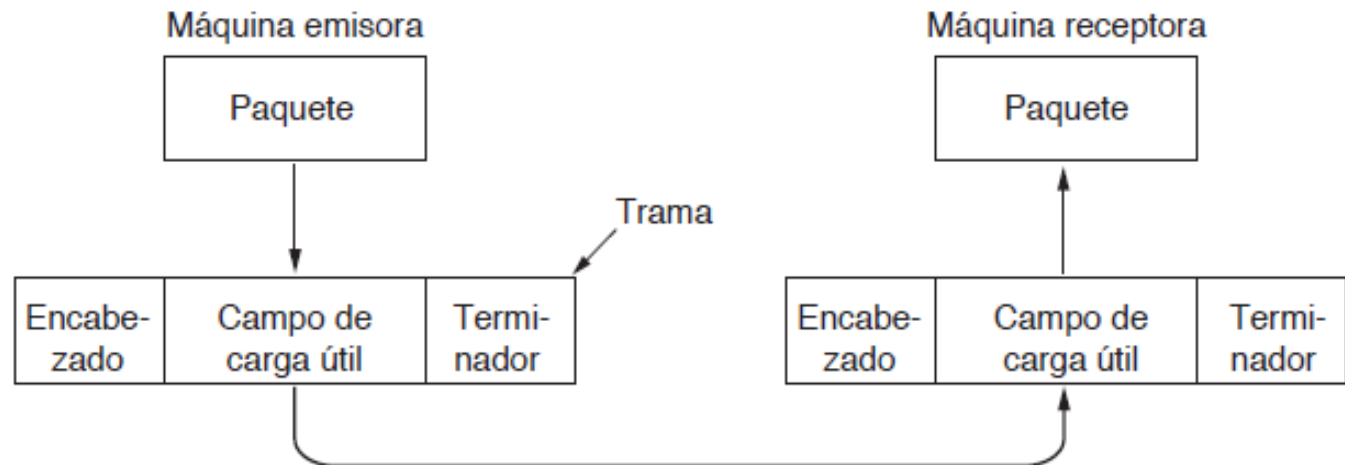 Máquina emisora
Paquete
Trama
Encabe-
zado
Campo de
carga útil
Termi-
nador
Máquina receptora
Paquete
Encabe-
zado
Campo de
carga útil
Termi-
nador